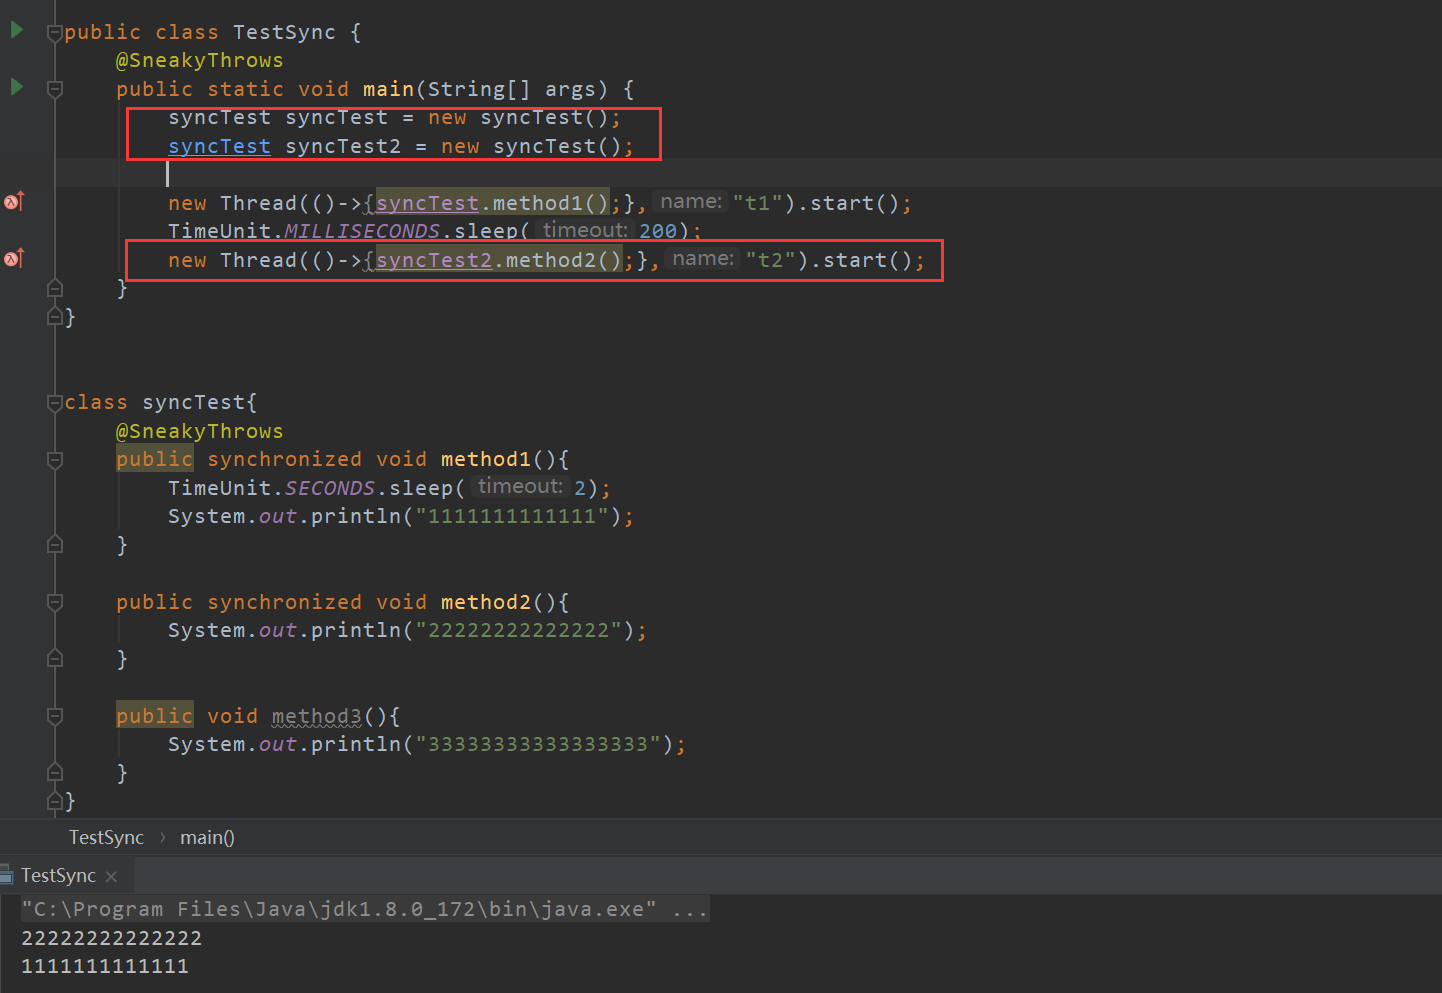 public class TestSync {
@SneakyThrows
public static void main(String[] args) {
syncTest syncTest = new syncTest();
syncTest syncTest2 = new syncTest();
new Thread(()->{syncTest.method1();}, name: "t1").start();
TimeUnit.MILLISECONDS.sleep( timeout: 200);
new Thread(()->{syncTest2.method2();}, name: "t2").start();
}
}
class syncTest{
@SneakyThrows
public synchronized void method1(){
TimeUnit.SECONDS.sleep( timeout: 2);
System.out.println("1111111111111");
}
public synchronized void method2(){
System.out.println("22222222222222");
}
public void method3(){
System.out.println("33333333333333333");
}
}
TestSync › main()
TestSync ×
"C:\Program Files\Java\jdk1.8.0_172\bin\java.exe" ...
22222222222222
1111111111111